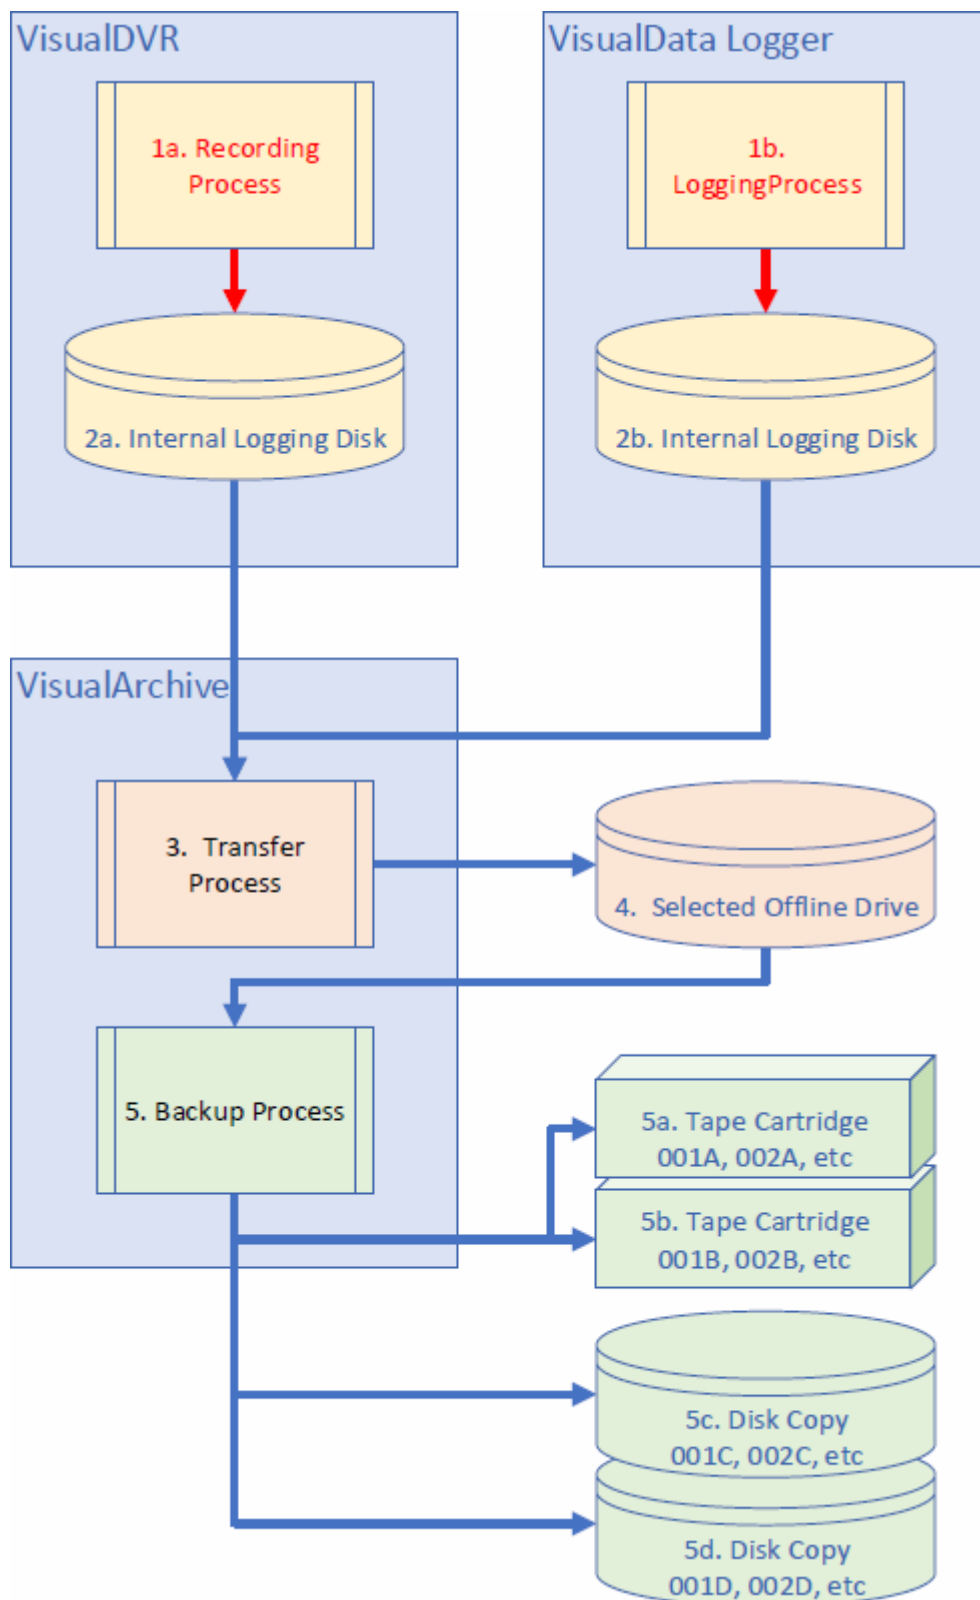 VisualDVR
VisualData Logger
1a. Recording
Process
1b.
LoggingProcess
2a. Internal Logging Disk
2b. Internal Logging Disk
VisualArchive
3. Transfer
Process
4. Selected Offline Drive
5. Backup Process
5a. Tape Cartridge
001A, 002A, etc
5b. Tape Cartridge
001B, 002B, etc
5c. Disk Copy
001C, 002C, etc
5d. Disk Copy
001D, 002D, etc